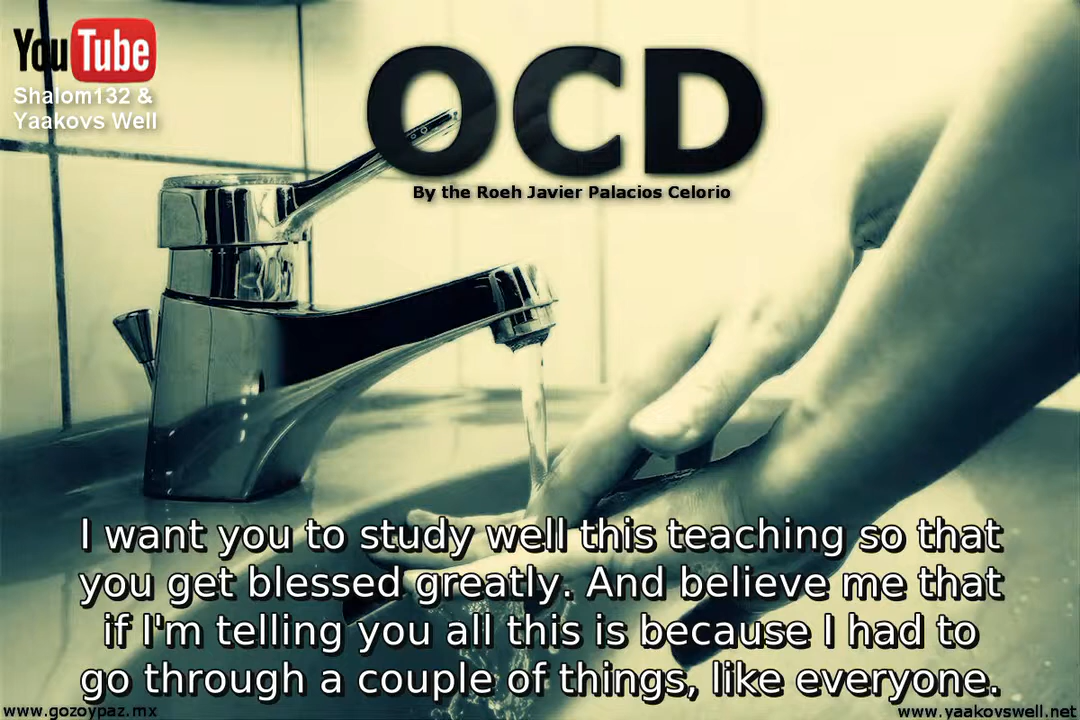 YouTube
Shalom132 &
Yaakovs Well
OCD
By the Roeh Javier Palacios Celorio
I want you to study well this teaching so that
you get blessed greatly. And believe me that
if I'm telling you all this is because I had to
go through a couple of things, like everyone.
www.gozoypaz.mx
www.yaakovswell.net